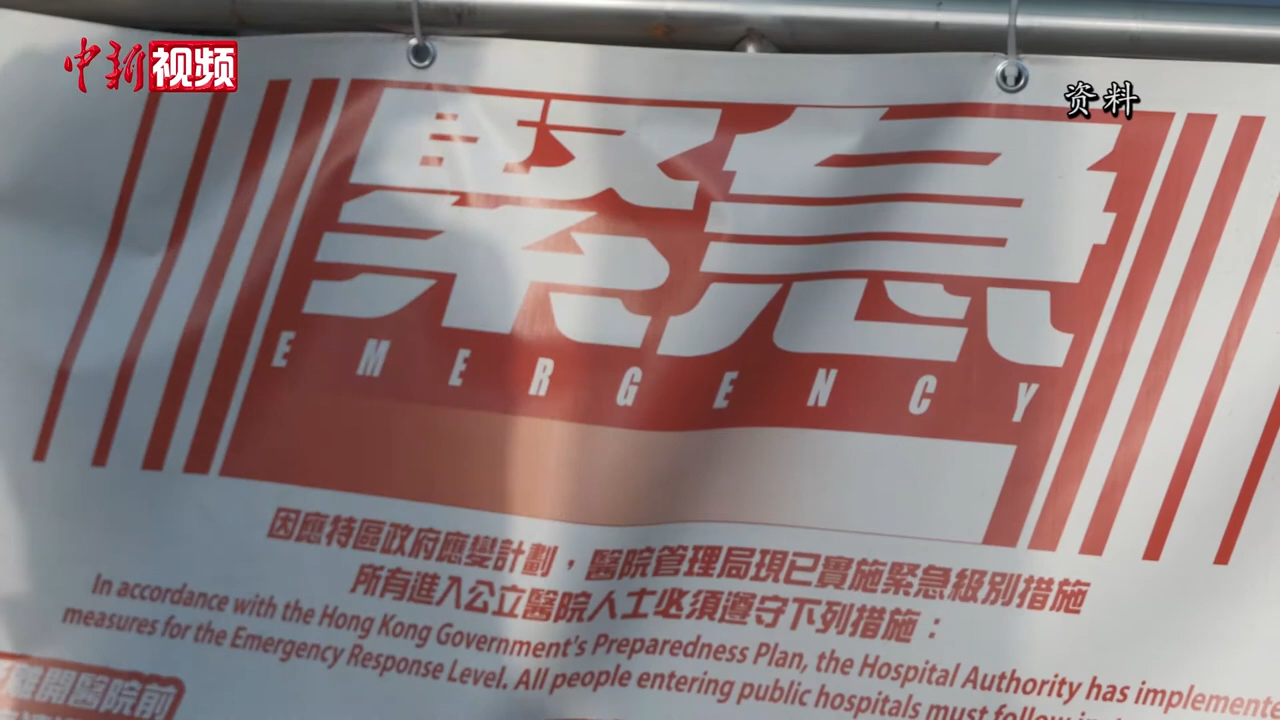 中新视频
资料
緊急
EMERGENCY
因應特區政府應變計劃，醫院管理局現已實施緊急級別措施
所有進入公立醫院人士必須遵守下列措施：
In accordance with the Hong Kong Government's Preparedness Plan, the Hospital Authority has implemente
measures for the Emergency Response Level. All people entering public hospitals must follow
離開醫院前